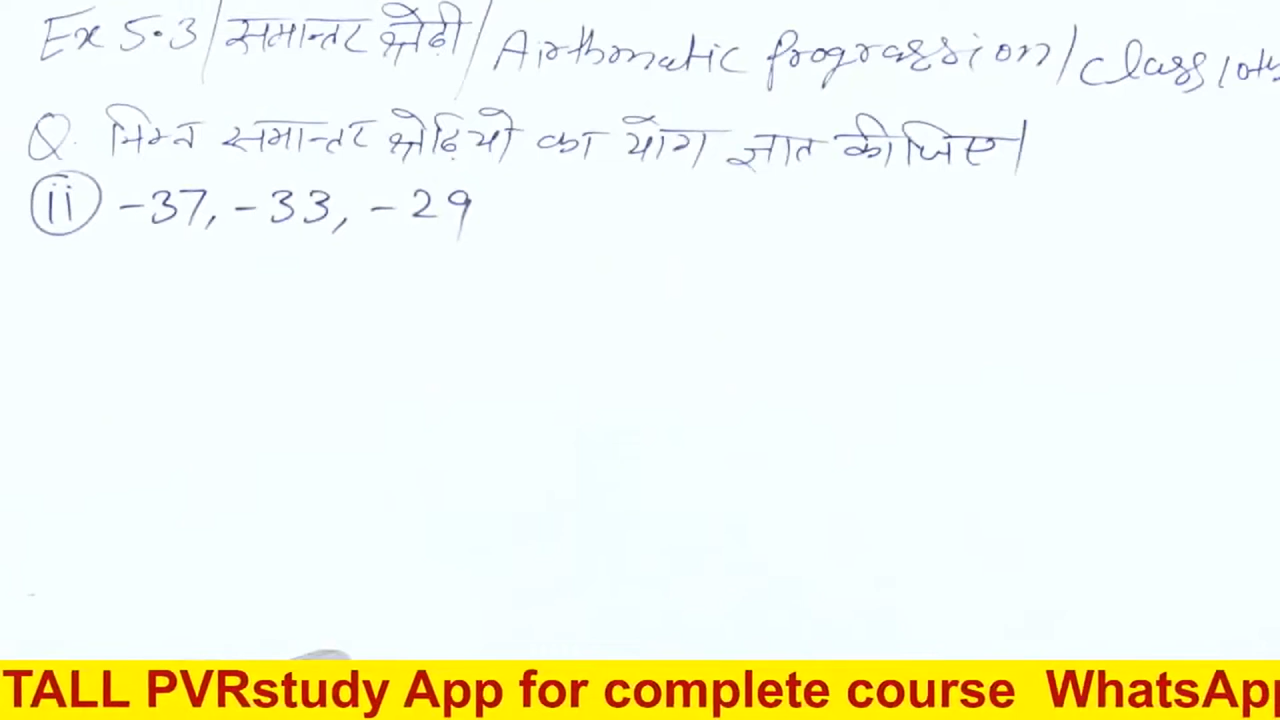 Ex 5.3/समान्तर श्रेढ़ी/Airthmatic Progression/Class 10th
Q. निम्न समान्तर श्रेढ़ियों का योग ज्ञात कीजिए।
(ii) -37, -33, -29
TALL PVRstudy App for complete course WhatsApp